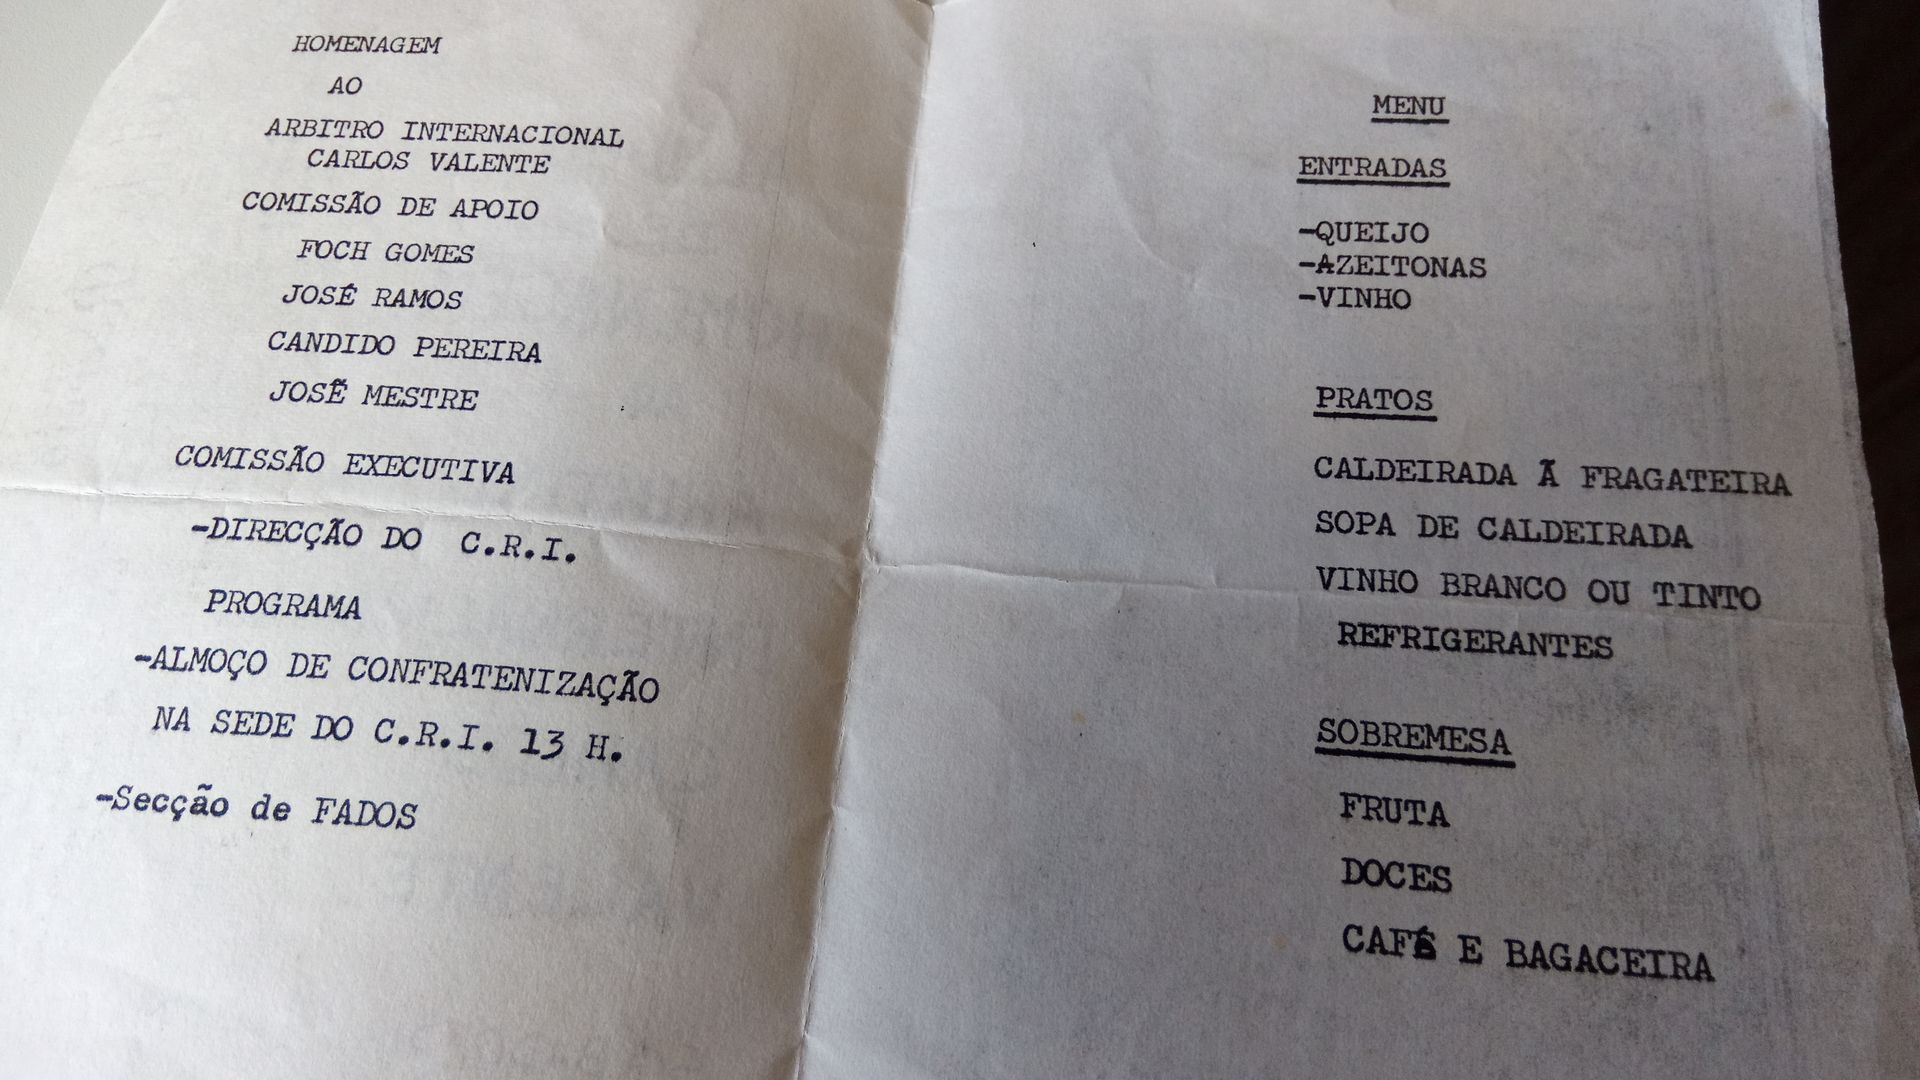 HOMENAGEM
AO
ARBITRO INTERNACIONAL
CARLOS VALENTE
COMISSÃO DE APOIO
FOCH GOMES
JOSÉ RAMOS
CANDIDO PEREIRA
JOSÉ MESTRE
COMISSÃO EXECUTIVA
-DIRECÇÃO DO C.R.I.
PROGRAMA
-ALMOÇO DE CONFRATENIZAÇÃO
NA SEDE DO C.R.I. 13 H.
-Secção de FADOS
MENU
ENTRADAS
-QUEIJO
-AZEITONAS
-VINHO
PRATOS
CALDEIRADA Ã FRAGATEIRA
SOPA DE CALDEIRADA
VINHO BRANCO OU TINTO
REFRIGERANTES
SOBREMESA
FRUTA
DOCES
CAFÉ E BAGACEIRA